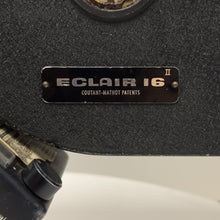 II
ECLAIR 16
COUTANT-MATHOT PATENTS